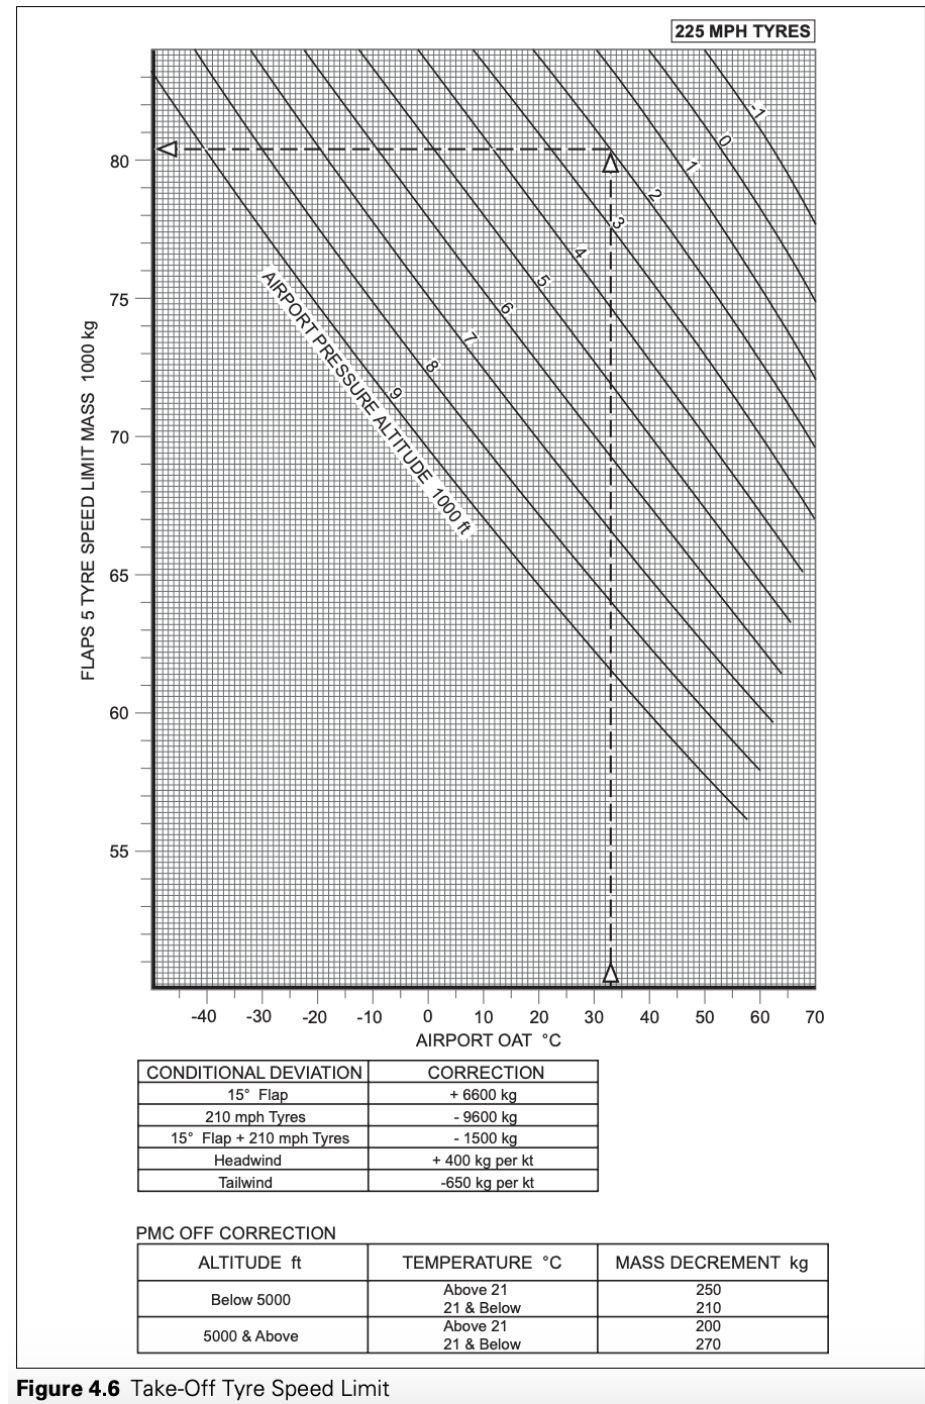 225 MPH TYRES
-1
0
1
2
3
4
5
6
7
8
9
AIRPORT PRESSURE ALTITUDE 1000 ft
FLAPS 5 TYRE SPEED LIMIT MASS 1000 kg
80
75
70
65
60
55
-40 -30 -20 -10 0 10 20 30 40 50 60 70
AIRPORT OAT °C
CONDITIONAL DEVIATION CORRECTION
15° Flap + 6600 kg
210 mph Tyres - 9600 kg
15° Flap + 210 mph Tyres - 1500 kg
Headwind + 400 kg per kt
Tailwind -650 kg per kt
PMC OFF CORRECTION
ALTITUDE ft TEMPERATURE °C MASS DECREMENT kg
Below 5000 Above 21 250
21 & Below 210
5000 & Above Above 21 200
21 & Below 270
Figure 4.6 Take-Off Tyre Speed Limit